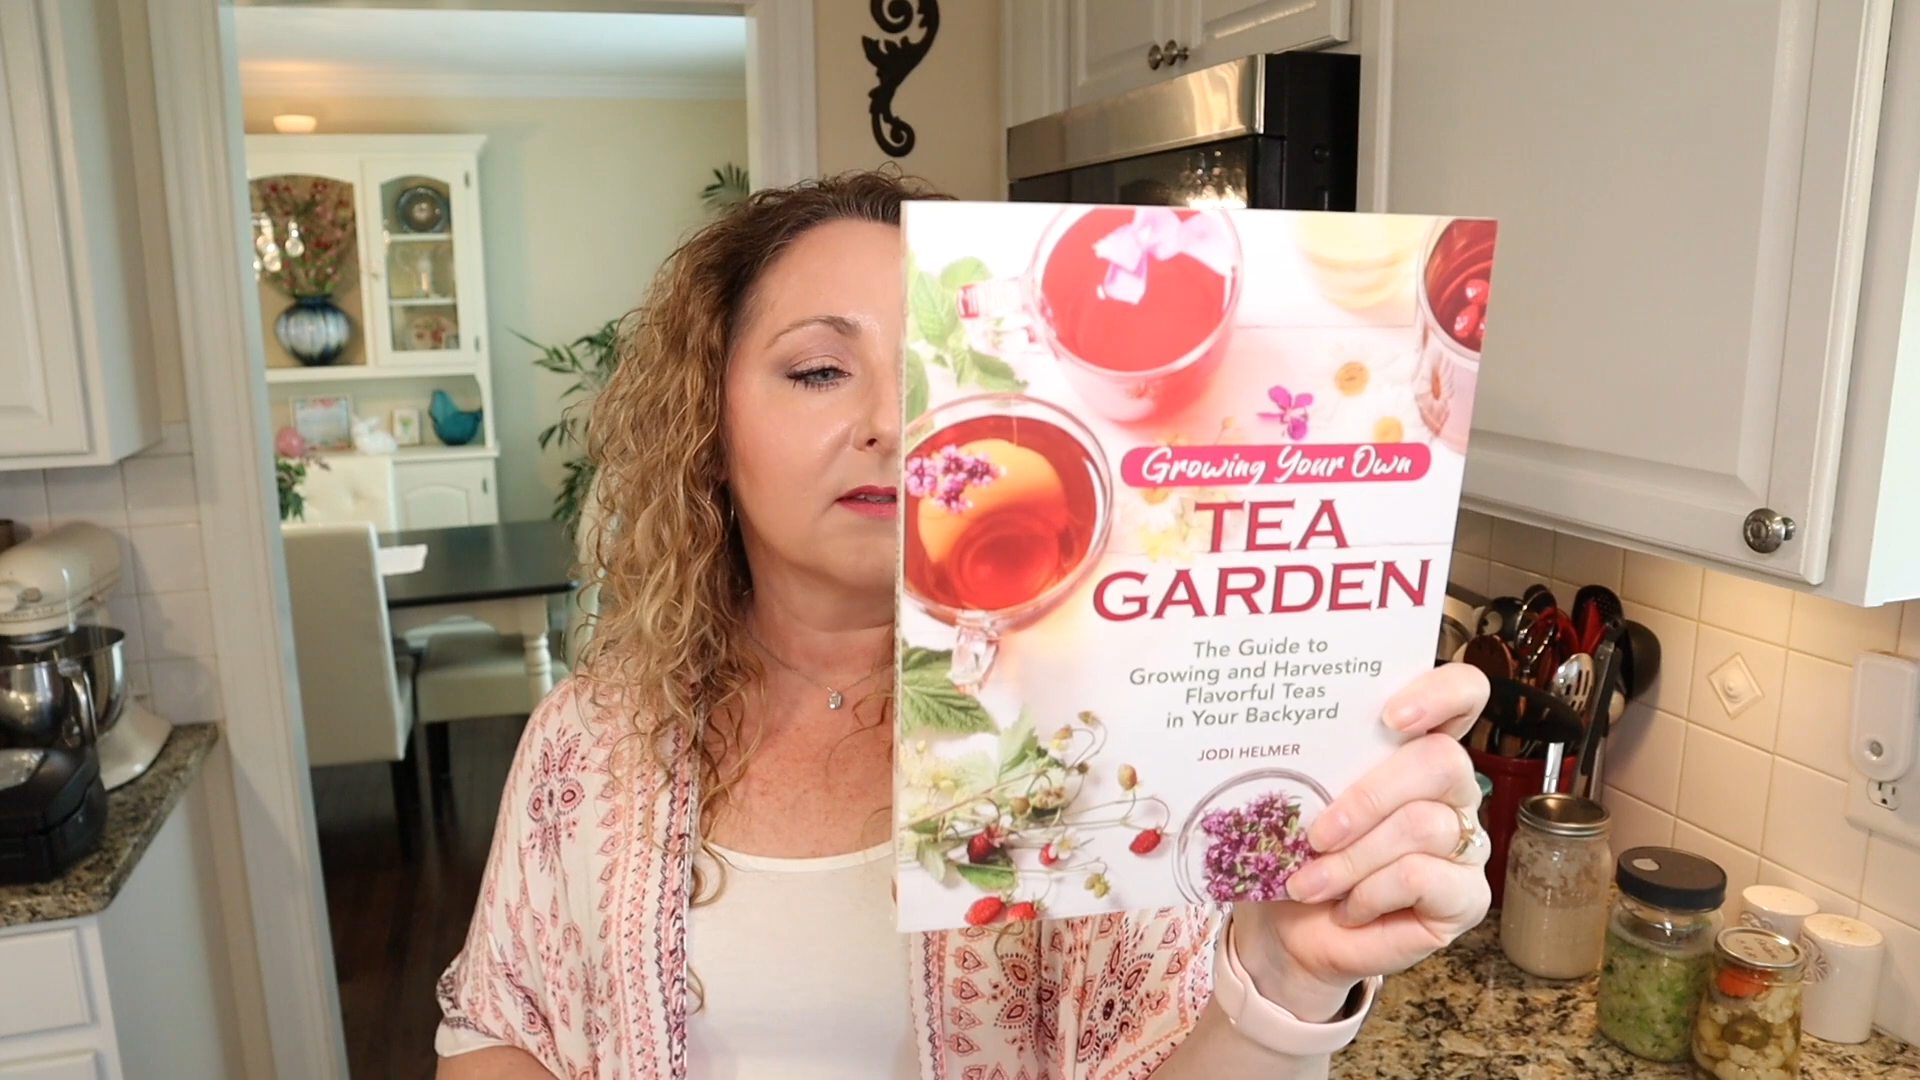 Growing Your Own
TEA
GARDEN
The Guide to
Growing and Harvesting
Flavorful Teas
in Your Backyard
JODI HELMER